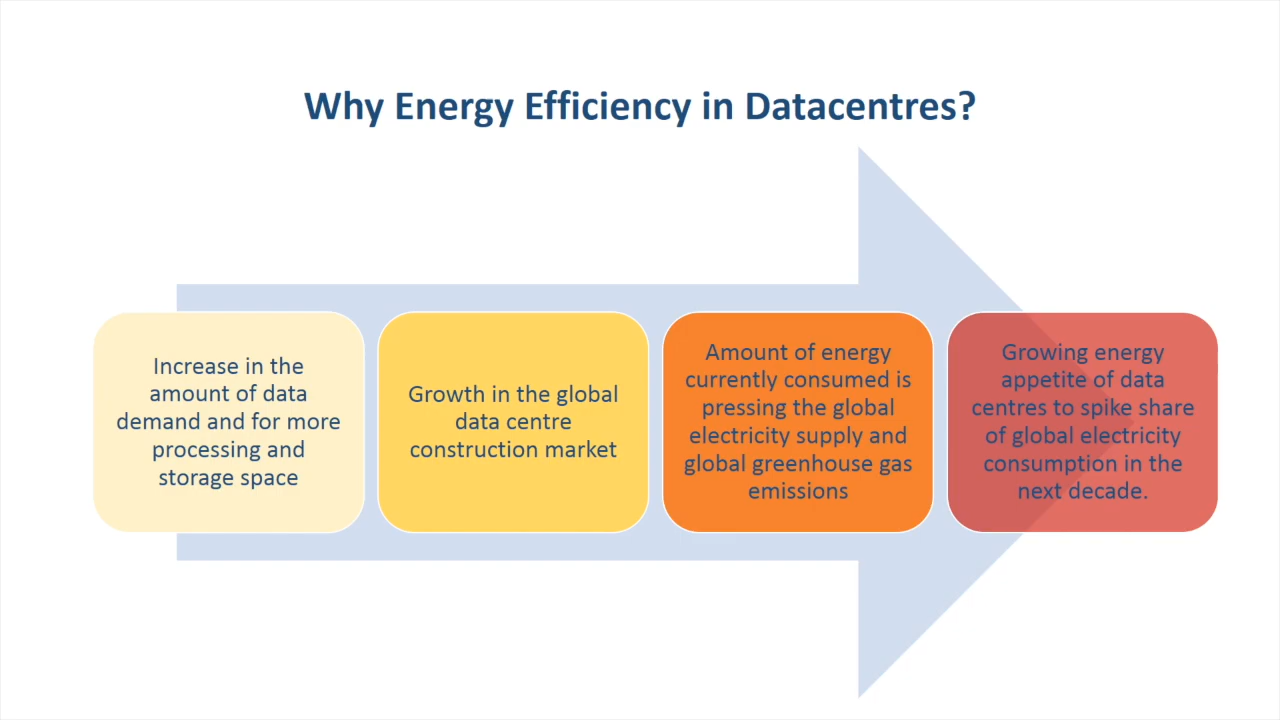 Why Energy Efficiency in Datacentres?
Increase in the
amount of data
demand and for more
processing and
storage space
Growth in the global
data centre
construction market
Amount of energy
currently consumed is
pressing the global
electricity supply and
global greenhouse gas
emissions
Growing energy
appetite of data
centres to spike share
of global electricity
consumption in the
next decade.